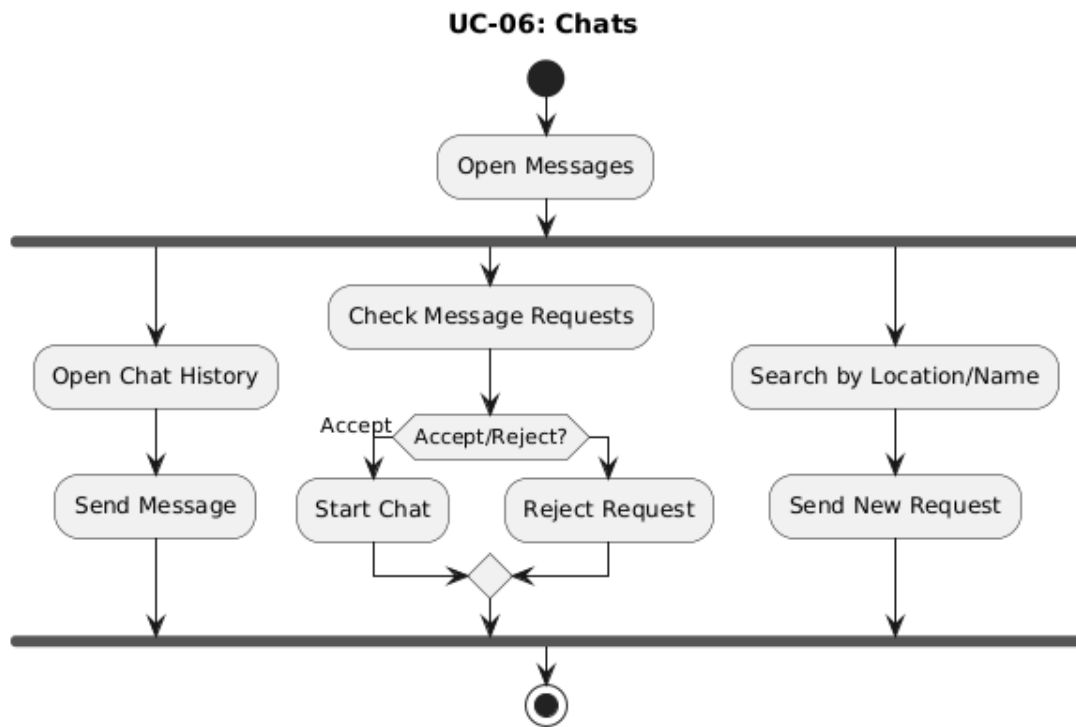 UC-06: Chats
Open Messages
Check Message Requests
Open Chat History
Search by Location/Name
Accept
Accept/Reject?
Send Message
Start Chat
Reject Request
Send New Request